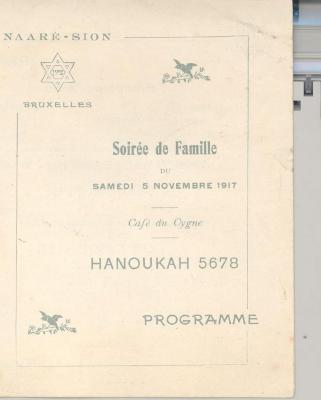 NAARÉ-SION
BRUXELLES
Soirée de Famille
DU
SAMEDI 5 NOVEMBRE 1917
Café du Cygne
HANOUKAH 5678
PROGRAMME